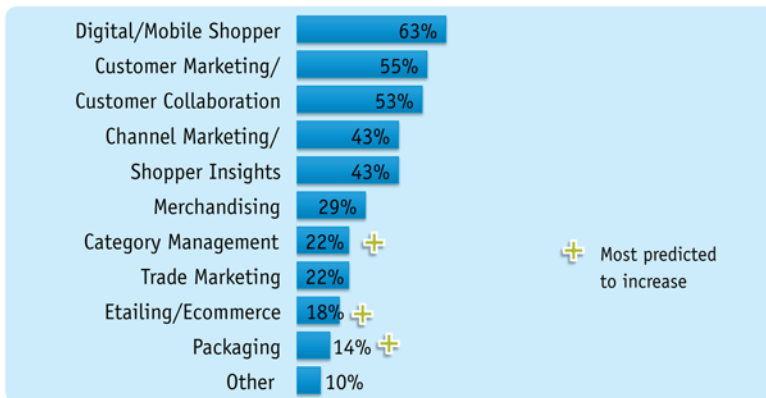 Digital/Mobile Shopper 63%
Customer Marketing/ 55%
Customer Collaboration 53%
Channel Marketing/ 43%
Shopper Insights 43%
Merchandising 29%
Category Management 22%
Trade Marketing 22%
Etailing/Ecommerce 18%
Packaging 14%
Other 10%
Most predicted
to increase